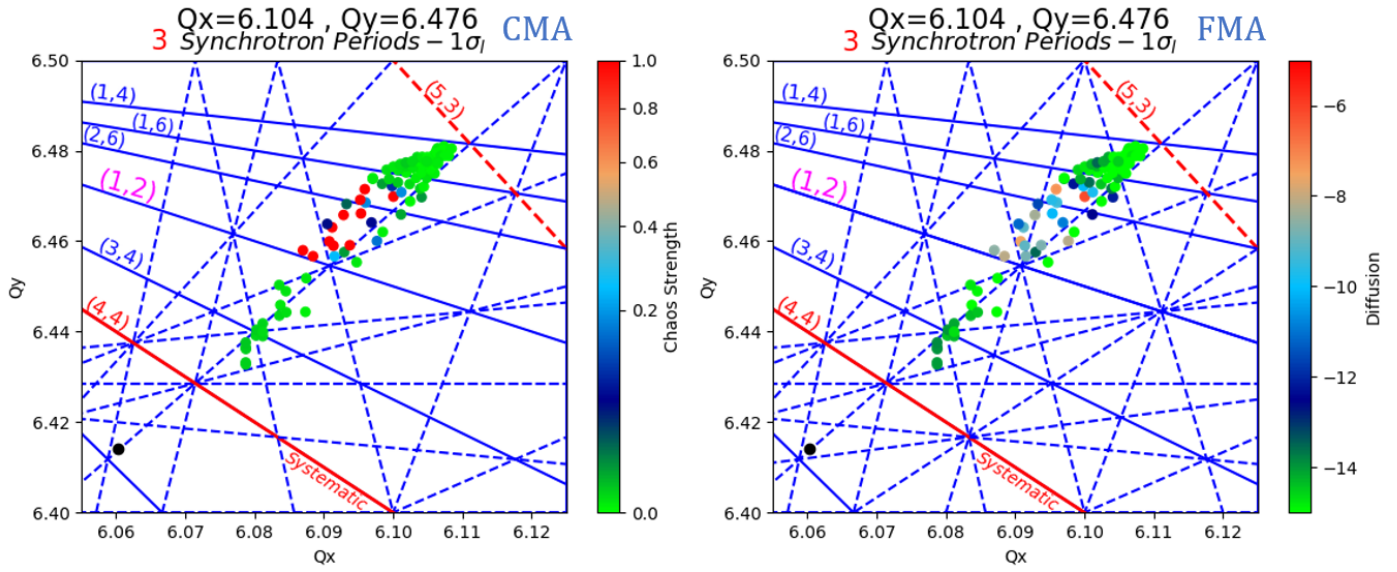 Qx=6.104 , Qy=6.476
3 Synchrotron Periods − 1σl CMA
6.50
6.48
6.46
6.44
6.42
6.40
Qy
6.06 6.07 6.08 6.09 6.10 6.11 6.12
Qx
(1,4)
(1,6)
(2,6)
(1,2)
(3,4)
(4,4)
(5,3)
Systematic
1.0
0.8
0.6
0.4
0.2
0.0
Chaos Strength
Qx=6.104 , Qy=6.476
3 Synchrotron Periods − 1σl FMA
6.50
6.48
6.46
6.44
6.42
6.40
Qy
6.06 6.07 6.08 6.09 6.10 6.11 6.12
Qx
(1,4)
(1,6)
(2,6)
(1,2)
(3,4)
(4,4)
(5,3)
Systematic
−6
−8
−10
−12
−14
Diffusion